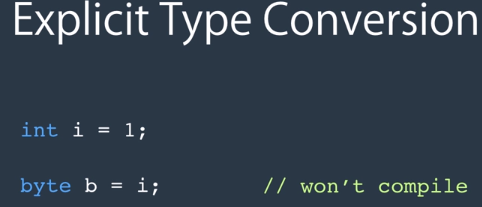 Explicit Type Conversion
int i = 1;
byte b = i; // won’t compile